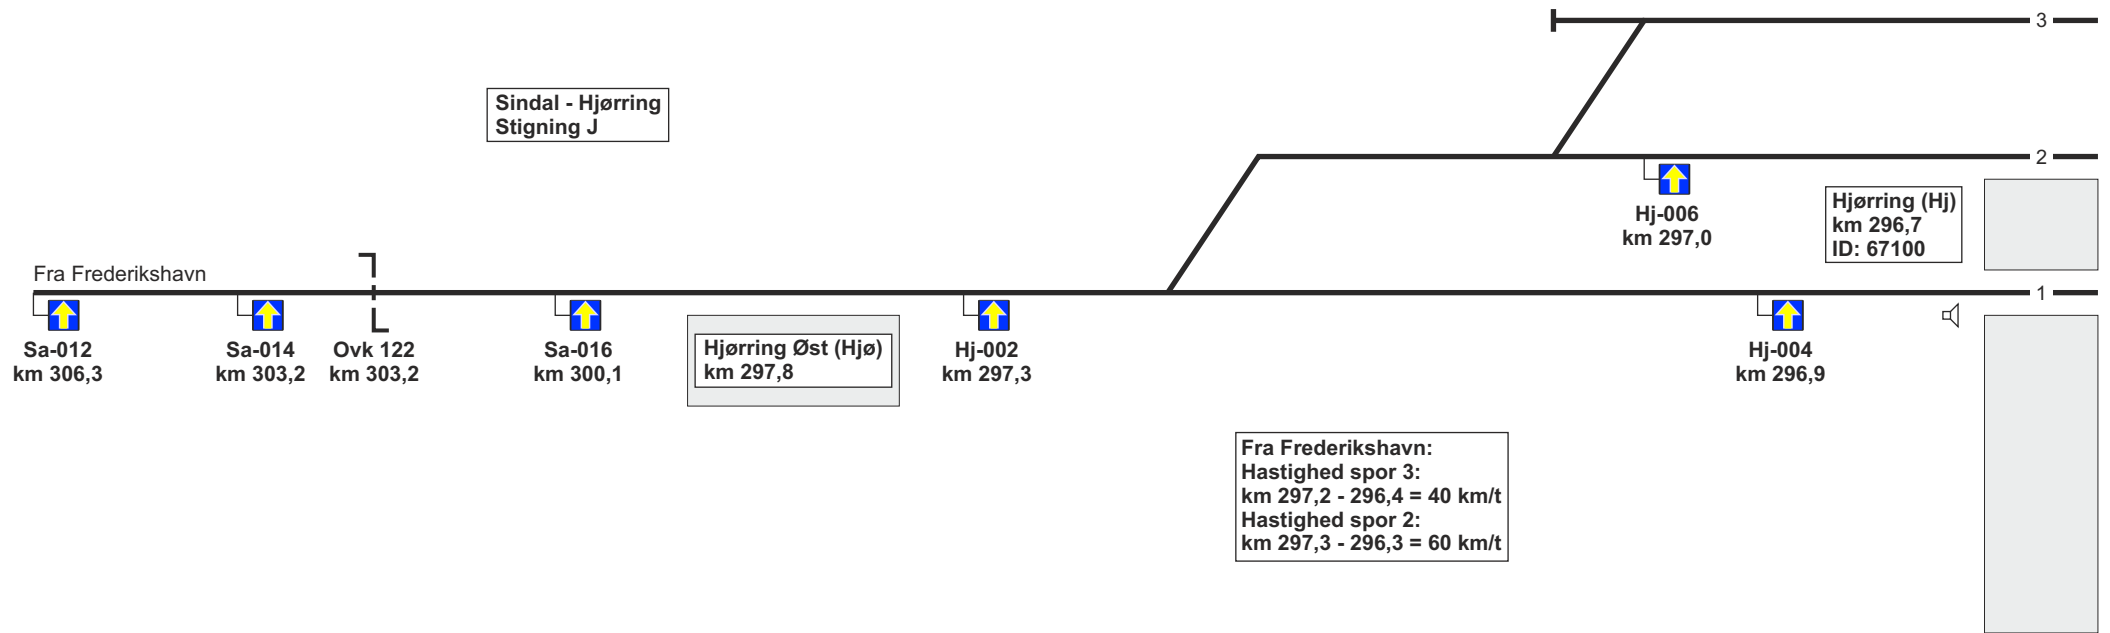 3
Sindal - Hjørring
Stigning J
2
Hj-006
km 297,0
Hjørring (Hj)
km 296,7
ID: 67100
Fra Frederikshavn
1
Sa-012
km 306,3
Sa-014
km 303,2
Ovk 122
km 303,2
Sa-016
km 300,1
Hjørring Øst (Hjø)
km 297,8
Hj-002
km 297,3
Hj-004
km 296,9
Fra Frederikshavn:
Hastighed spor 3:
km 297,2 - 296,4 = 40 km/t
Hastighed spor 2:
km 297,3 - 296,3 = 60 km/t